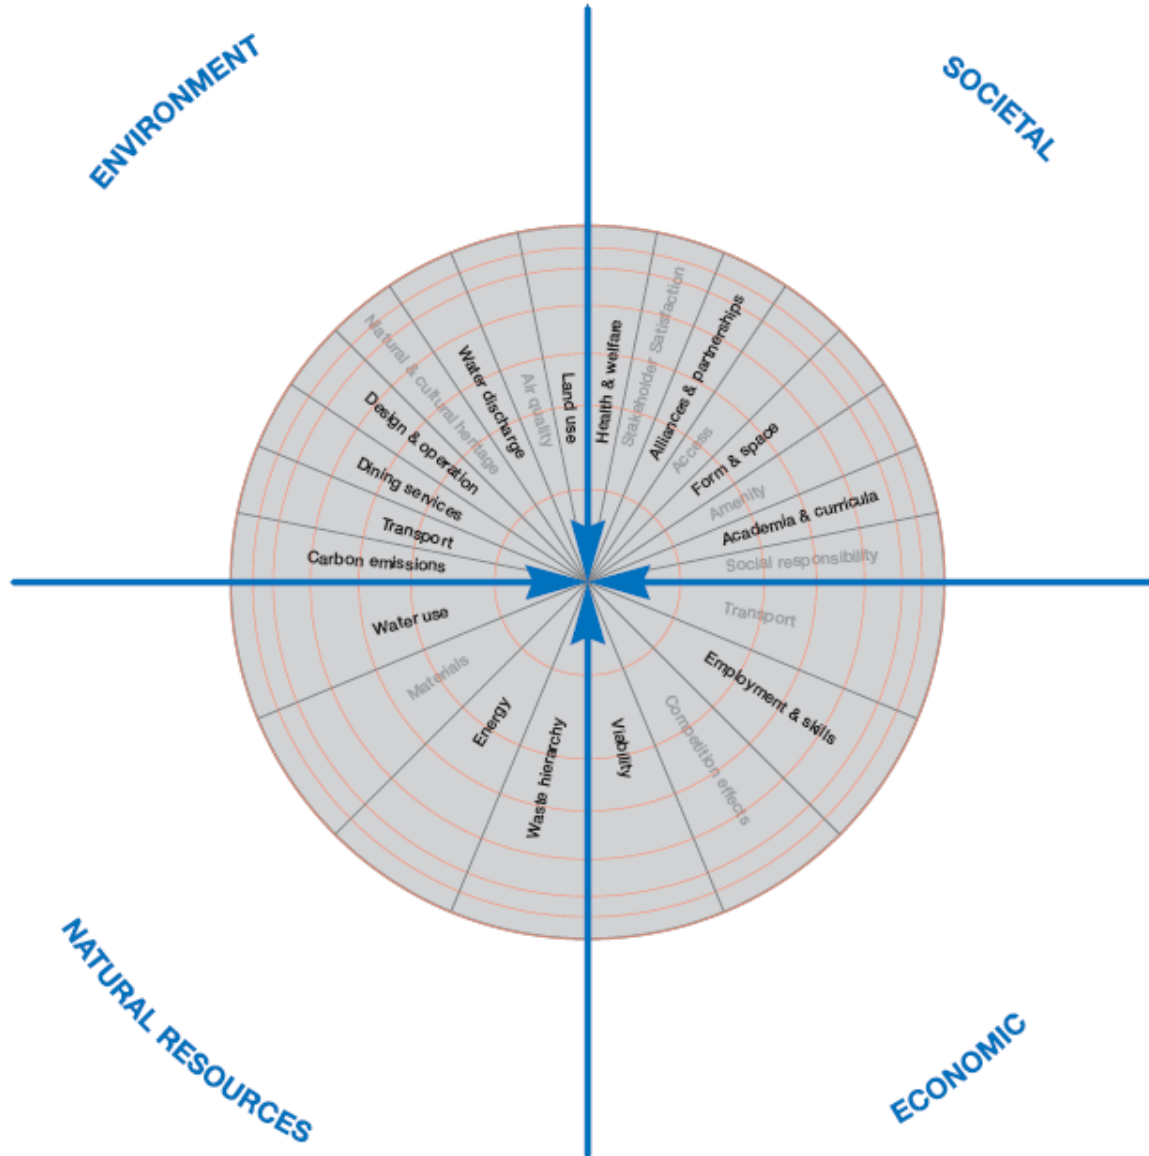 ENVIRONMENT
SOCIETAL
Natural & cultural heritage
Water discharge
Air quality
Land use
Design & operation
Dining services
Transport
Carbon emissions
Health & welfare
Stakeholder Satisfaction
Alliances & partnerships
Access
Form & space
Amenity
Academia & curricula
Social responsibility
Water use
Materials
Energy
Waste hierarchy
Viability
Competition effects
Employment & skills
Transport
NATURAL RESOURCES
ECONOMIC